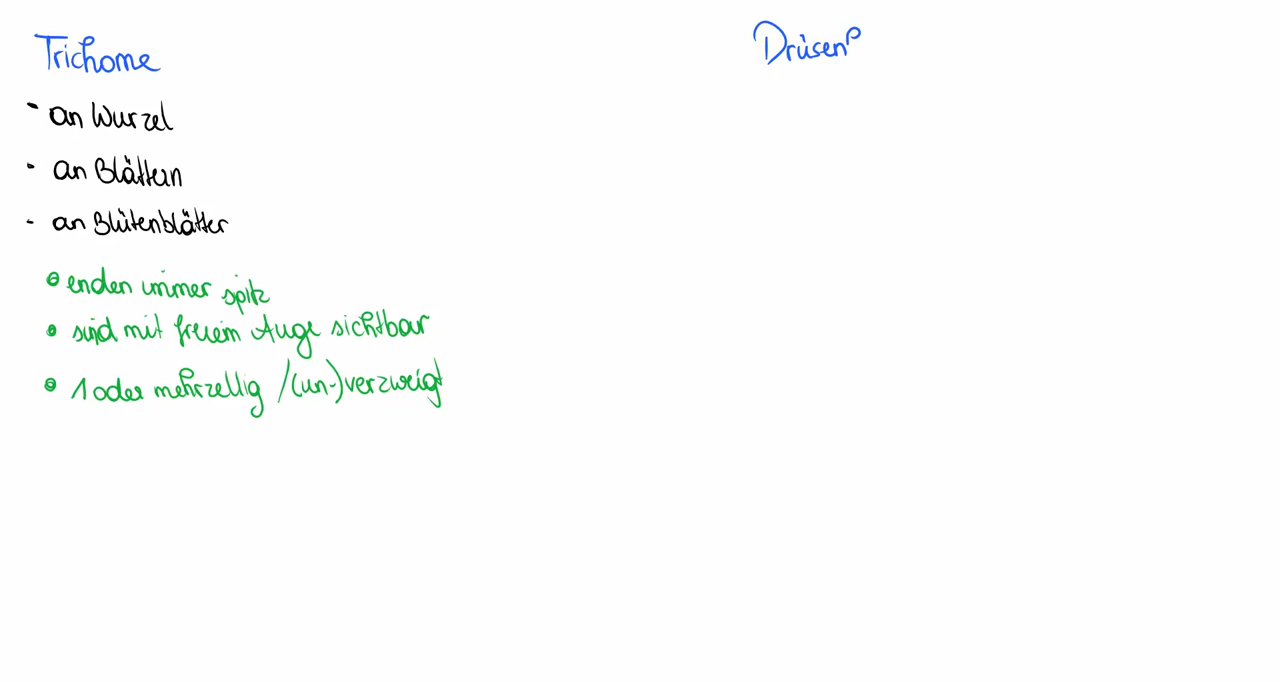 Trichome
Drüsen
- an Wurzel
- an Blättern
- an Blütenblätter
• enden immer spitz
• sind mit freiem Auge sichtbar
• 1 oder mehrzellig / (un-)verzweigt